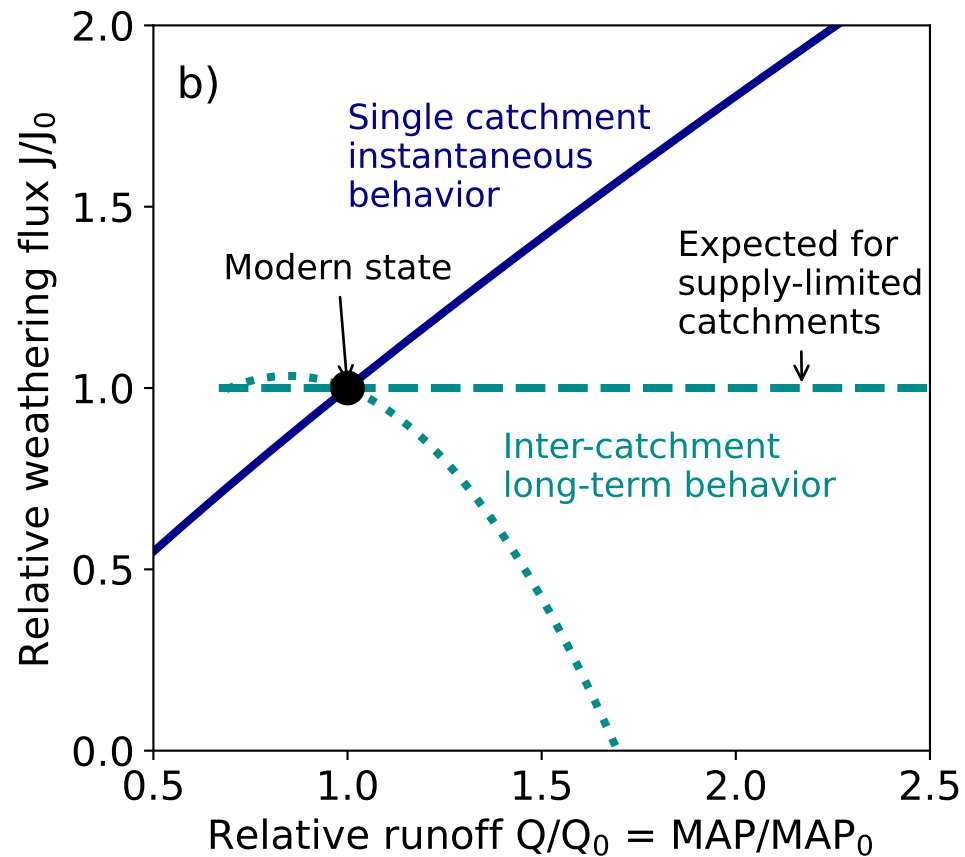 b)
Single catchment
instantaneous
behavior
Modern state
Expected for
supply-limited
catchments
Inter-catchment
long-term behavior
Relative weathering flux J/J₀
2.0
1.5
1.0
0.5
0.0
0.5 1.0 1.5 2.0 2.5
Relative runoff Q/Q₀ = MAP/MAP₀